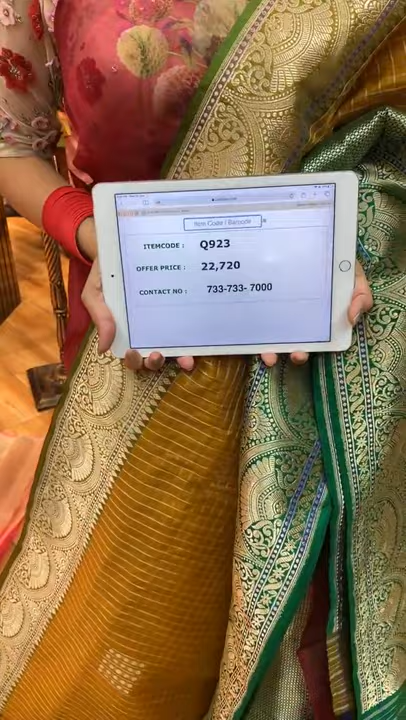 Item Code / Barcode
ITEMCODE : Q923
OFFER PRICE : 22,720
CONTACT NO : 733-733- 7000